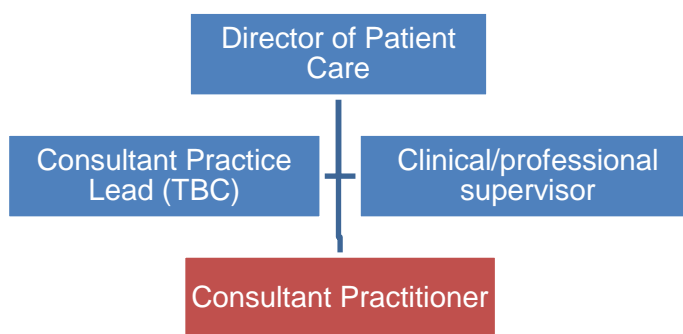 Director of Patient
Care
Consultant Practice
Lead (TBC)
Clinical/professional
supervisor
Consultant Practitioner